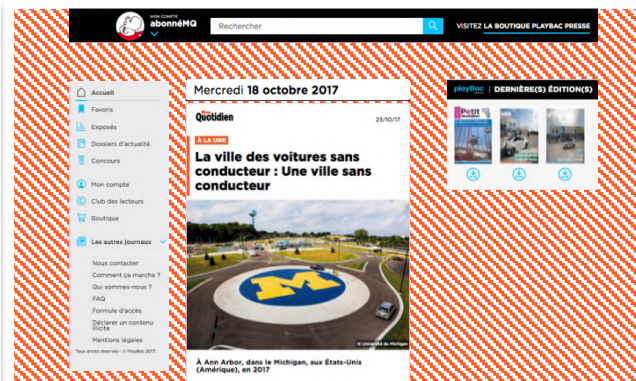 MON COMPTE
abonnéMQ
Rechercher
VISITEZ LA BOUTIQUE PLAYBAC PRESSE
Accueil
Favoris
Exposés
Dossiers d'actualité
Concours
Mon compte
Club des lecteurs
Boutique
Les autres journaux
Nous contacter
Comment ça marche ?
Qui sommes-nous ?
FAQ
Formule d'accès
Déclarer un contenu
illicite
Mentions légales
Tous droits réservés - © PlayBac 2017
Mercredi 18 octobre 2017
Quotidien
23/10/17
À LA UNE
La ville des voitures sans
conducteur : Une ville sans
conducteur
M
© Université du Michigan
À Ann Arbor, dans le Michigan, aux États-Unis
(Amérique), en 2017
playBac DERNIÈRE(S) ÉDITION(S)
Petit
Quotidien